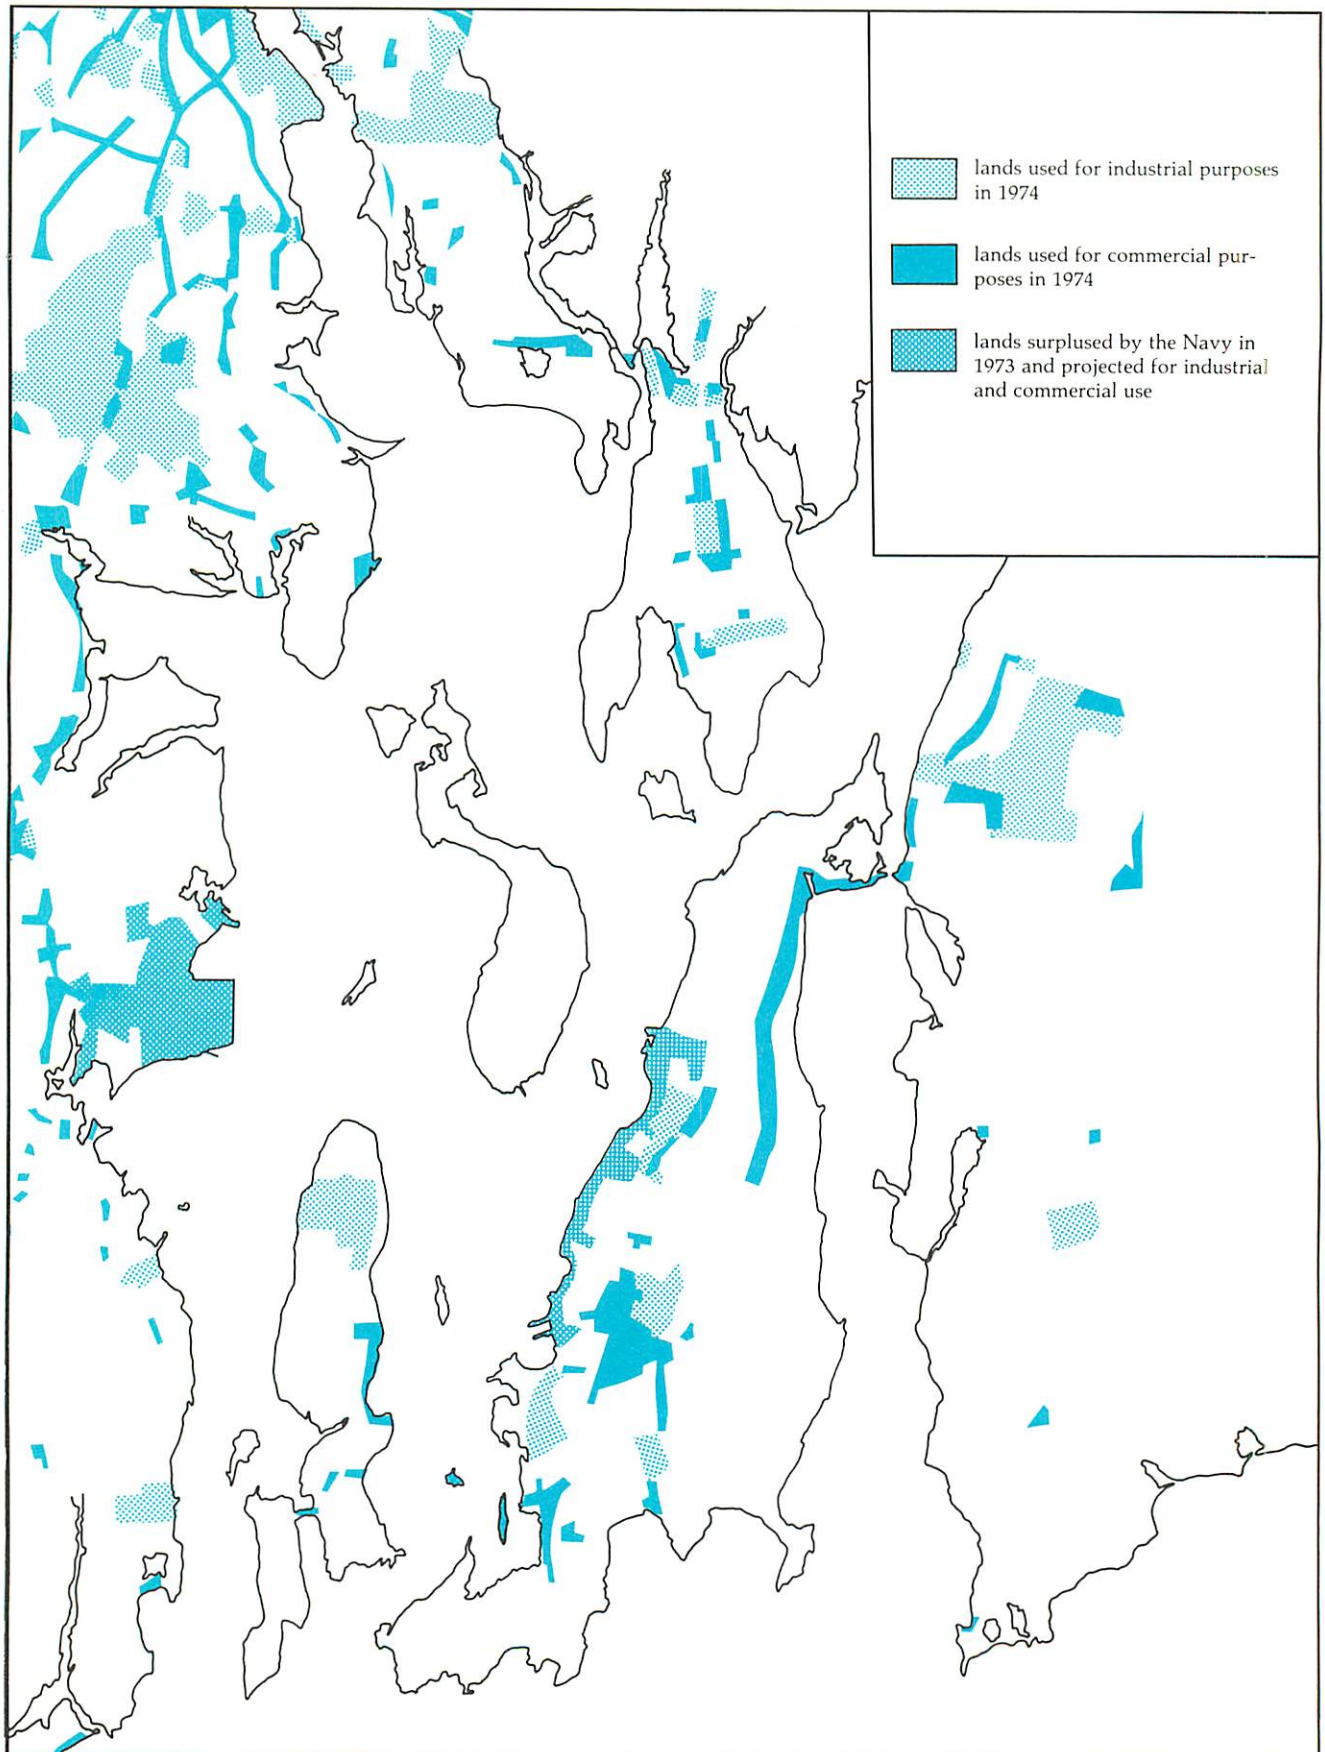 lands used for industrial purposes
in 1974
lands used for commercial pur-
poses in 1974
lands surplused by the Navy in
1973 and projected for industrial
and commercial use